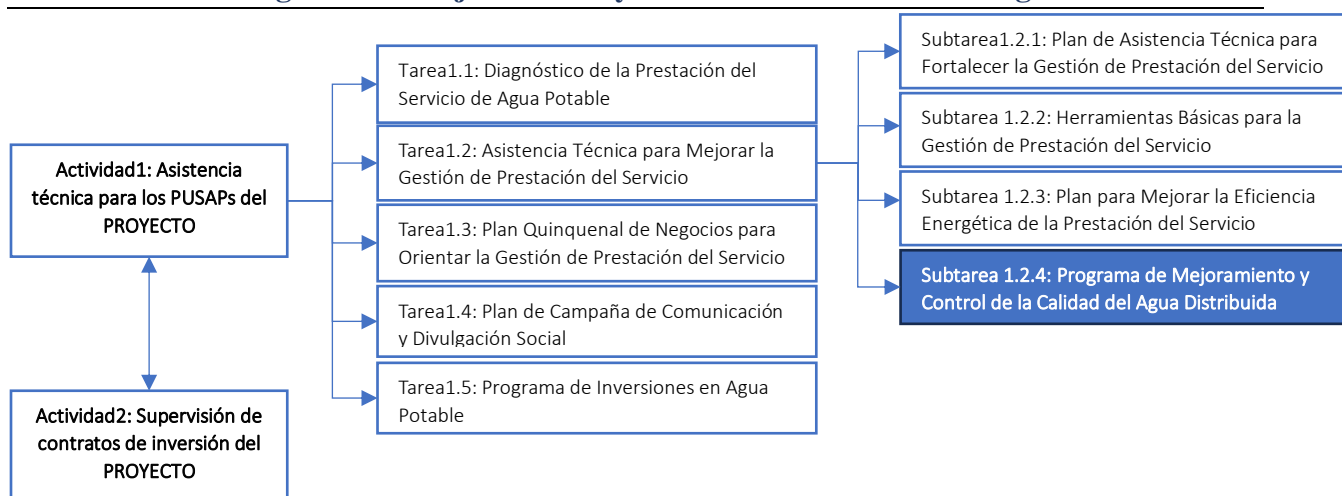 Actividad1: Asistencia
técnica para los PUSAPs del
PROYECTO
Actividad2: Supervisión de
contratos de inversión del
PROYECTO
Tarea1.1: Diagnóstico de la Prestación del
Servicio de Agua Potable
Tarea1.2: Asistencia Técnica para Mejorar la
Gestión de Prestación del Servicio
Tarea1.3: Plan Quinquenal de Negocios para
Orientar la Gestión de Prestación del Servicio
Tarea1.4: Plan de Campaña de Comunicación
y Divulgación Social
Tarea1.5: Programa de Inversiones en Agua
Potable
Subtarea1.2.1: Plan de Asistencia Técnica para
Fortalecer la Gestión de Prestación del Servicio
Subtarea 1.2.2: Herramientas Básicas para la
Gestión de Prestación del Servicio
Subtarea 1.2.3: Plan para Mejorar la Eficiencia
Energética de la Prestación del Servicio
Subtarea 1.2.4: Programa de Mejoramiento y
Control de la Calidad del Agua Distribuida